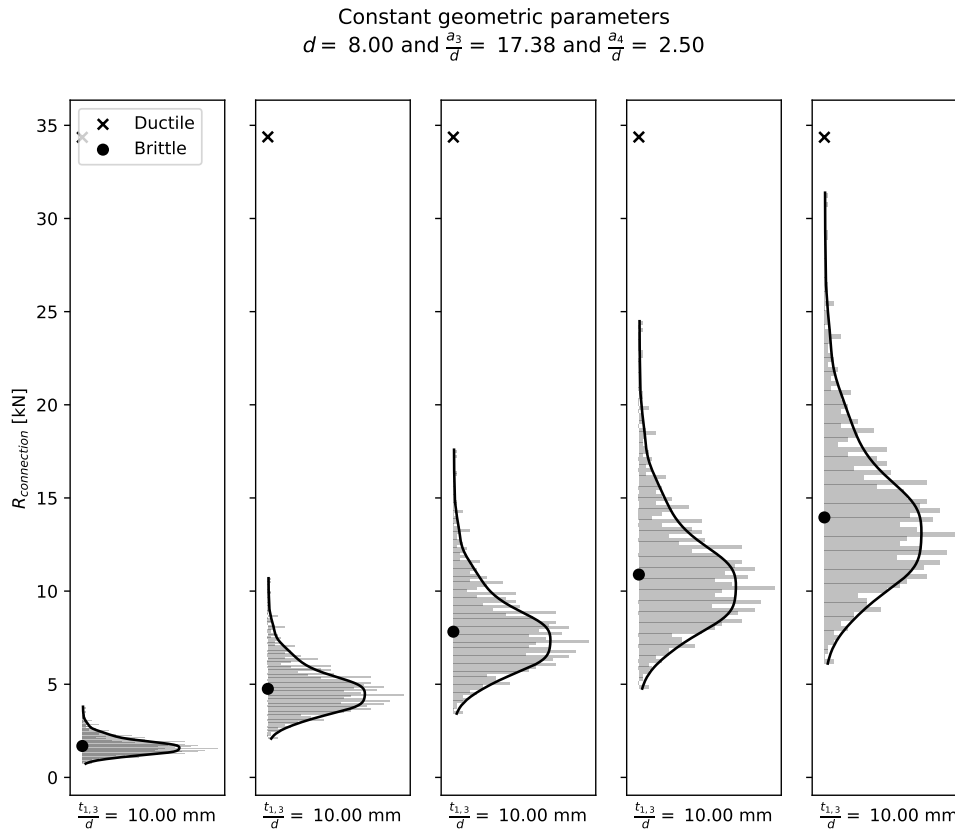 Constant geometric parameters
d = 8.00 and a₃/d = 17.38 and a₄/d = 2.50
Ductile
Brittle
35
30
25
20
15
10
5
0
R_connection [kN]
t₁,₃/d = 10.00 mm
t₁,₃/d = 10.00 mm
t₁,₃/d = 10.00 mm
t₁,₃/d = 10.00 mm
t₁,₃/d = 10.00 mm